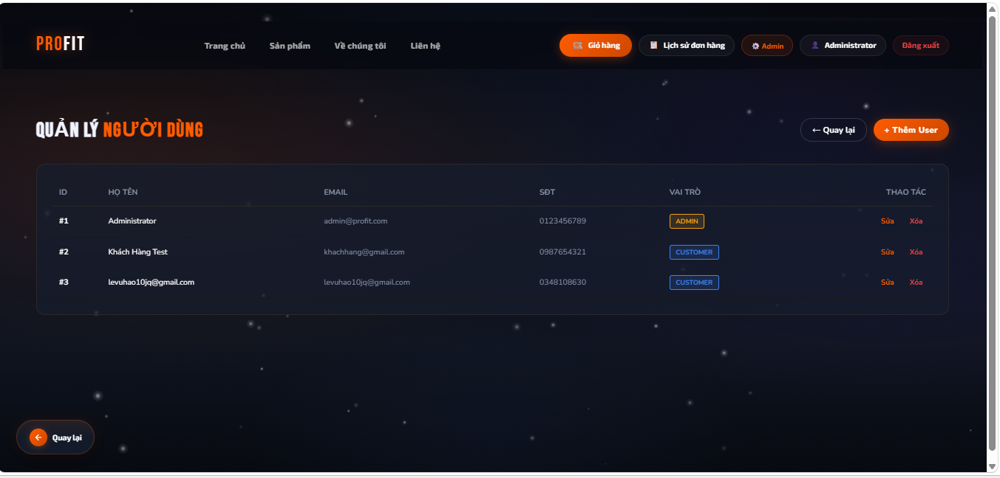 PROFIT Trang chủ Sản phẩm Về chúng tôi Liên hệ Giỏ hàng Lịch sử đơn hàng Admin Administrator Đăng xuất
QUẢN LÝ NGƯỜI DÙNG ← Quay lại + Thêm User
ID HỌ TÊN EMAIL SĐT VAI TRÒ THAO TÁC
#1 Administrator admin@profit.com 0123456789 ADMIN Sửa Xóa
#2 Khách Hàng Test khachhang@gmail.com 0987654321 CUSTOMER Sửa Xóa
#3 levuhao10jq@gmail.com levuhao10jq@gmail.com 0348108630 CUSTOMER Sửa Xóa
← Quay lại